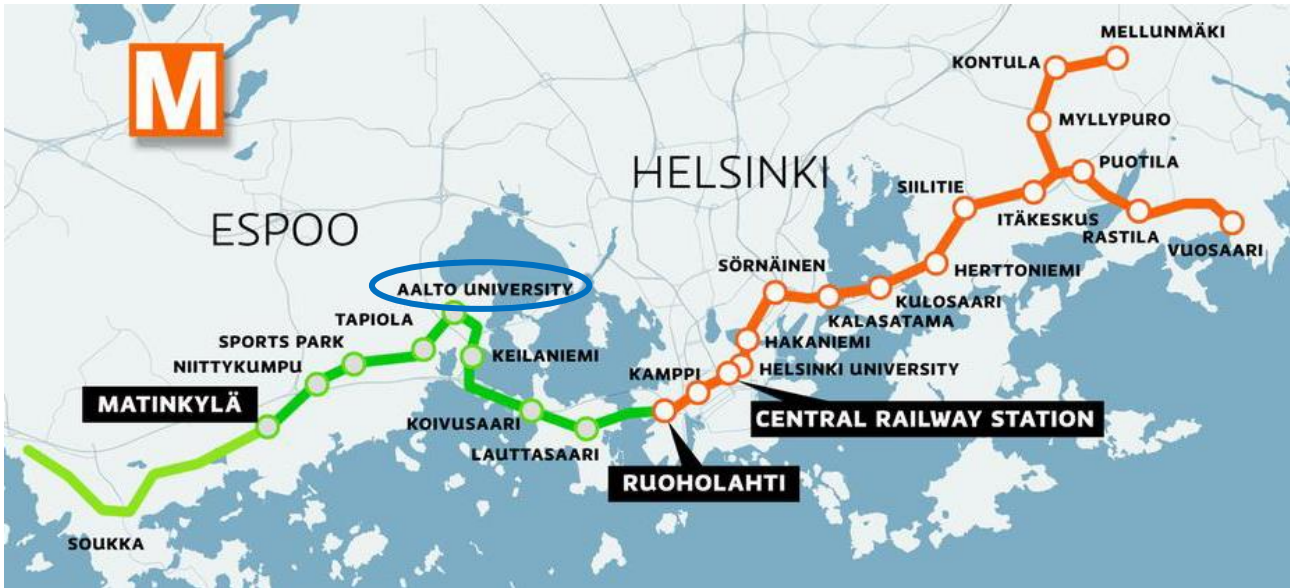 M
MELLUNMÄKI
KONTULA
MYLLYPURO
HELSINKI
PUOTILA
SIILITIE
ITÄKESKUS
RASTILA
VUOSAARI
ESPOO
SÖRNÄINEN
HERTTONIEMI
AALTO UNIVERSITY
KULOSAARI
KALASATAMA
TAPIOLA
SPORTS PARK
HAKANIEMI
KEILANIEMI
NIITTYKUMPU
HELSINKI UNIVERSITY
KAMPPI
MATINKYLÄ
CENTRAL RAILWAY STATION
KOIVUSAARI
LAUTTASAARI
RUOHOLAHTI
SOUKKA